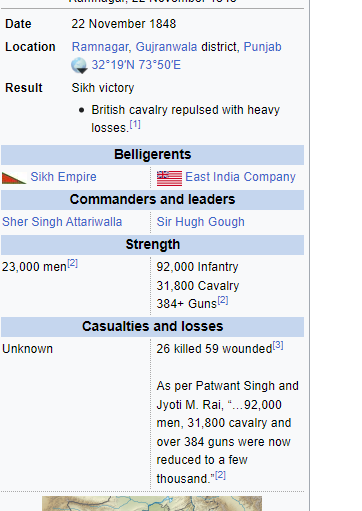 Ramnagar, 22 November 1848
Date 22 November 1848
Location Ramnagar, Gujranwala district, Punjab
32°19′N 73°50′E
Result Sikh victory
• British cavalry repulsed with heavy
losses.[1]
Belligerents
Sikh Empire East India Company
Commanders and leaders
Sher Singh Attariwalla Sir Hugh Gough
Strength
23,000 men[2] 92,000 Infantry
31,800 Cavalry
384+ Guns[2]
Casualties and losses
Unknown 26 killed 59 wounded[3]
As per Patwant Singh and
Jyoti M. Rai, “...92,000
men, 31,800 cavalry and
over 384 guns were now
reduced to a few
thousand.”[2]